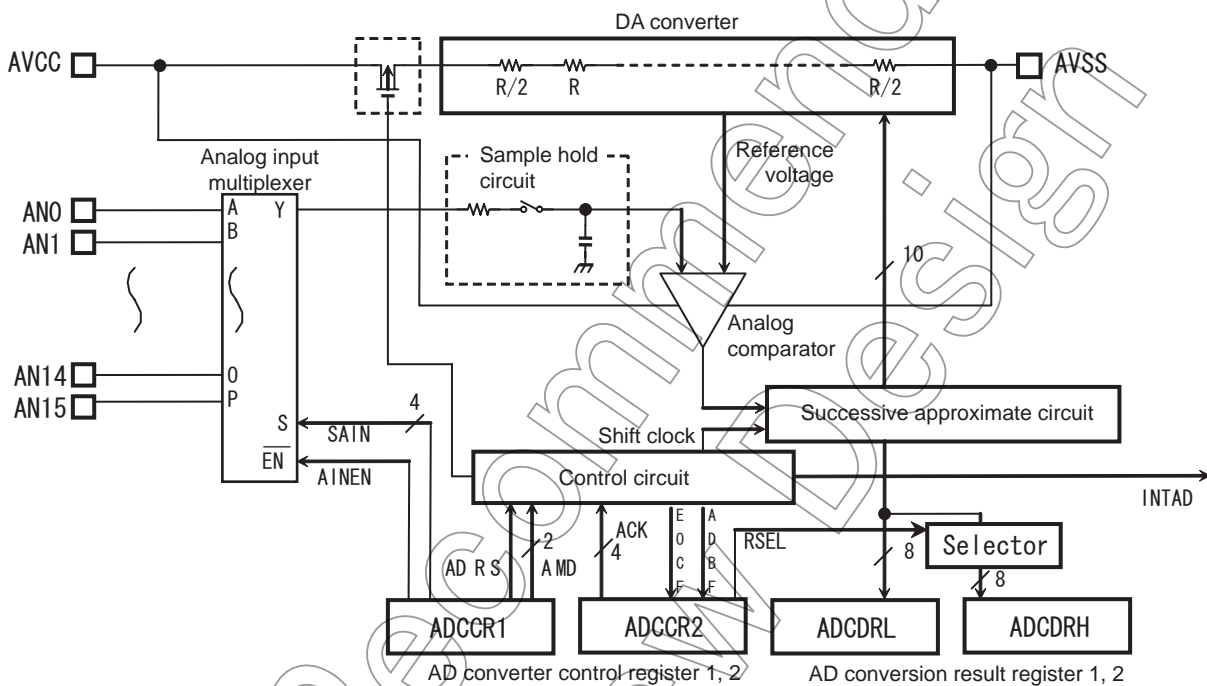 DA converter
AVCC
R/2
R
R/2
AVSS
Analog input
multiplexer
Sample hold
circuit
Reference
voltage
AN0
AN1
A
B
Y
10
Analog
comparator
AN14
AN15
O
P
S
EN
4
SAIN
AINEN
Shift clock
Successive approximate circuit
Control circuit
INTAD
ADRS
2
AMD
ACK
4
EOCF
ADBF
RSEL
8
Selector
8
ADCCR1
ADCCR2
ADCDRL
ADCDRH
AD converter control register 1, 2
AD conversion result register 1, 2